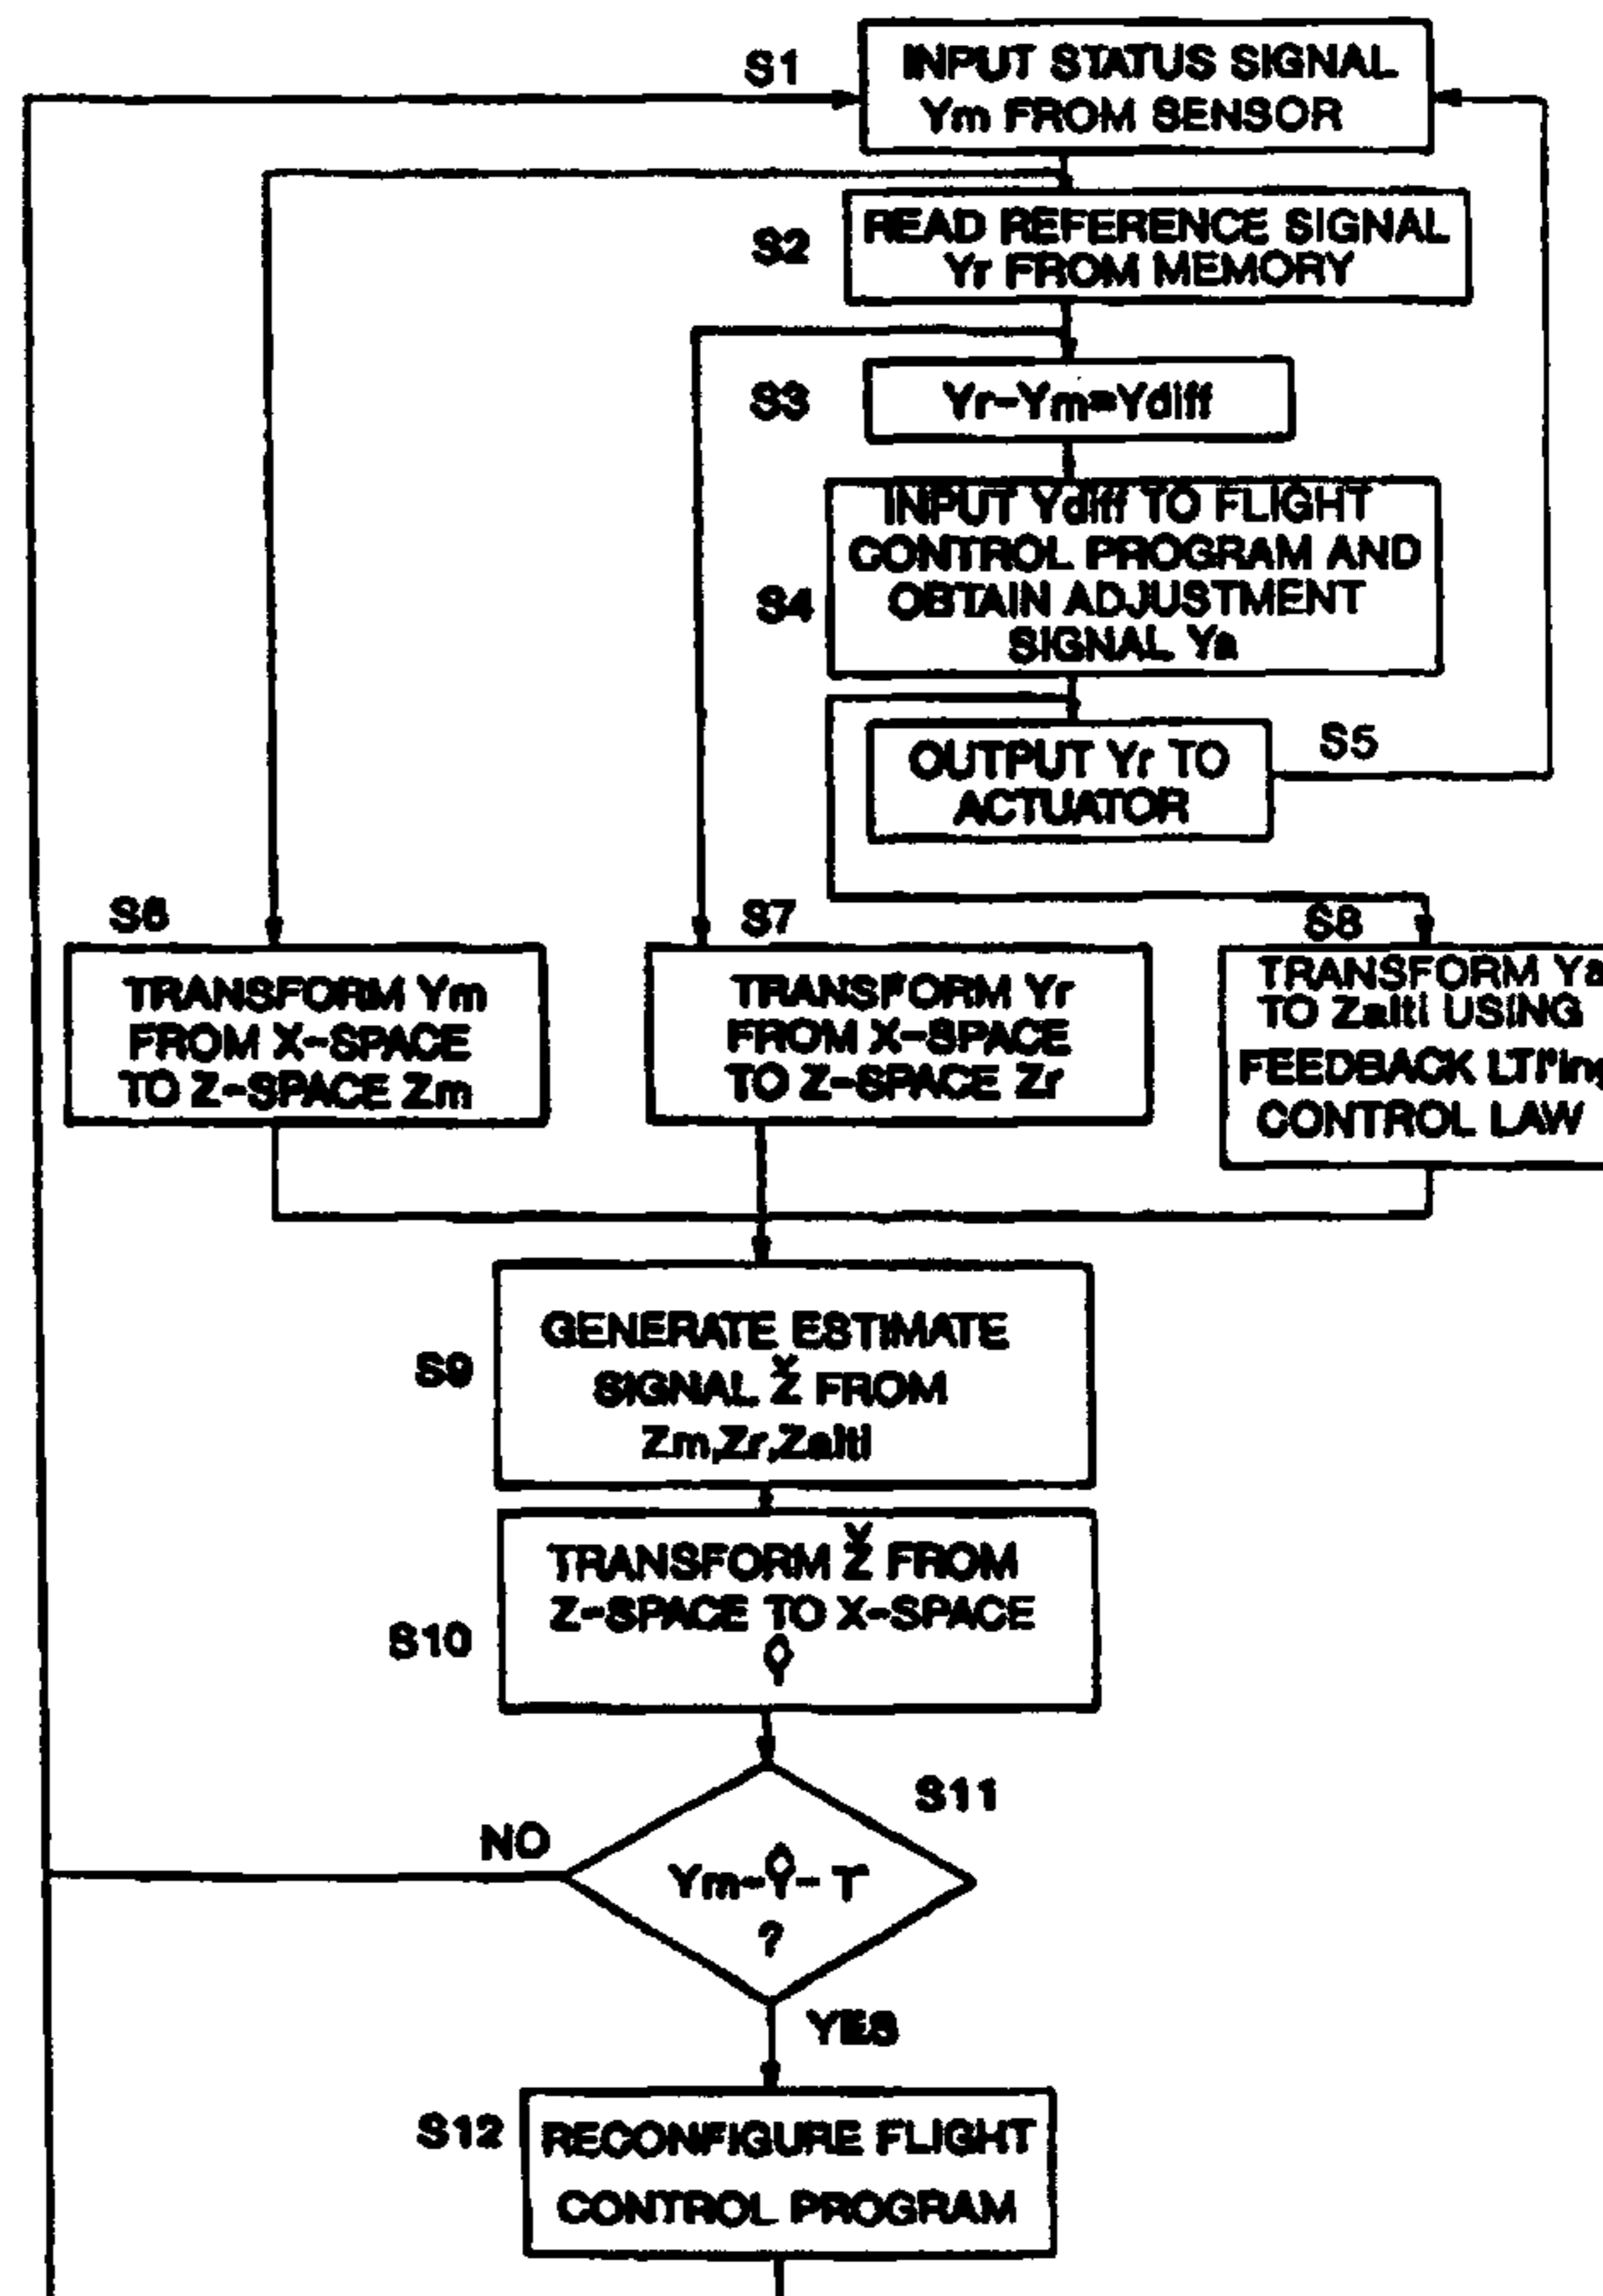 S1
INPUT STATUS SIGNAL
Ym FROM SENSOR
S2
READ REFERENCE SIGNAL
Yr FROM MEMORY
S3
Yr-Ym=Ydiff
S4
INPUT Ydiff TO FLIGHT
CONTROL PROGRAM AND
OBTAIN ADJUSTMENT
SIGNAL Ya
S5
OUTPUT Yr TO
ACTUATOR
S6
TRANSFORM Ym
FROM X-SPACE
TO Z-SPACE Zm
S7
TRANSFORM Yr
FROM X-SPACE
TO Z-SPACE Zr
S8
TRANSFORM Ya
TO Zalti USING
FEEDBACK LTI'ing
CONTROL LAW
S9
GENERATE ESTIMATE
SIGNAL Ž FROM
Zm,Zr,Zalti
S10
TRANSFORM Ž FROM
Z-SPACE TO X-SPACE
Ŷ
S11
Ym-Ŷ- T
?
NO
YES
S12
RECONFIGURE FLIGHT
CONTROL PROGRAM